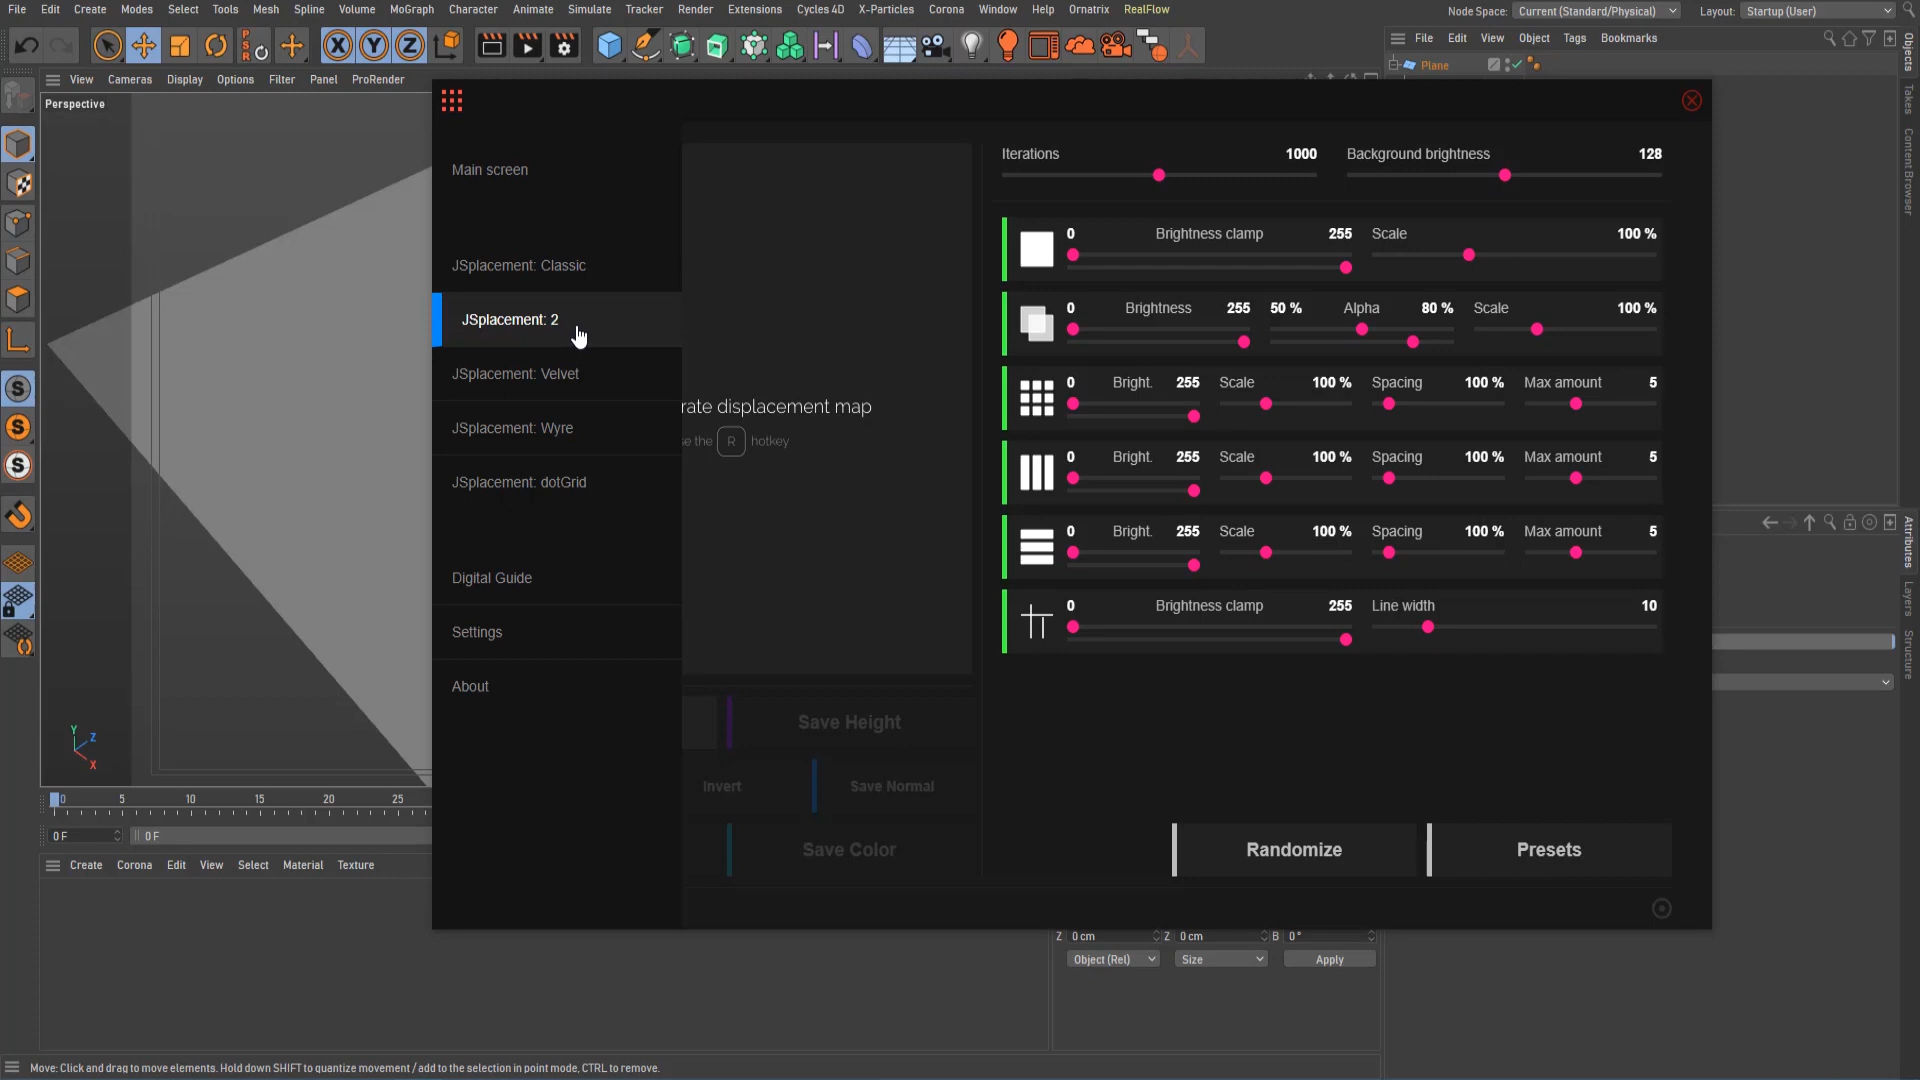 File Edit Create Modes Select Tools Mesh Spline Volume MoGraph Character Animate Simulate Tracker Render Extensions Cycles 4D X-Particles Corona Window Help Ornatrix RealFlow
Node Space: Current (Standard/Physical) Layout: Startup (User)
PSR
X Y Z
File Edit View Object Tags Bookmarks
Plane
View Cameras Display Options Filter Panel ProRender
Perspective
Objects
Takes
Content Browser
Main screen
JSplacement: Classic
JSplacement: 2
JSplacement: Velvet
JSplacement: Wyre
JSplacement: dotGrid
Digital Guide
Settings
About
rate displacement map
se the R hotkey
Save Height
Invert
Save Normal
Save Color
Iterations 1000 Background brightness 128
0 Brightness clamp 255 Scale 100 %
0 Brightness 255 50 % Alpha 80 % Scale 100 %
0 Bright. 255 Scale 100 % Spacing 100 % Max amount 5
0 Bright. 255 Scale 100 % Spacing 100 % Max amount 5
0 Bright. 255 Scale 100 % Spacing 100 % Max amount 5
0 Brightness clamp 255 Line width 10
Randomize
Presets
Attributes
Layers
Structure
S
S
S
Y Z X
0 5 10 15 20 25
0 F 0 F
Create Corona Edit View Select Material Texture
Z 0 cm Z 0 cm B 0 °
Object (Rel) Size Apply
Move: Click and drag to move elements. Hold down SHIFT to quantize movement / add to the selection in point mode, CTRL to remove.